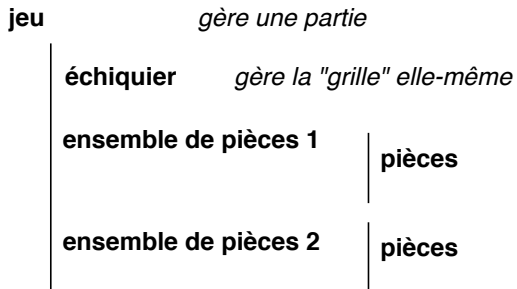 jeu gère une partie
échiquier gère la "grille" elle-même
ensemble de pièces 1
pièces
ensemble de pièces 2
pièces